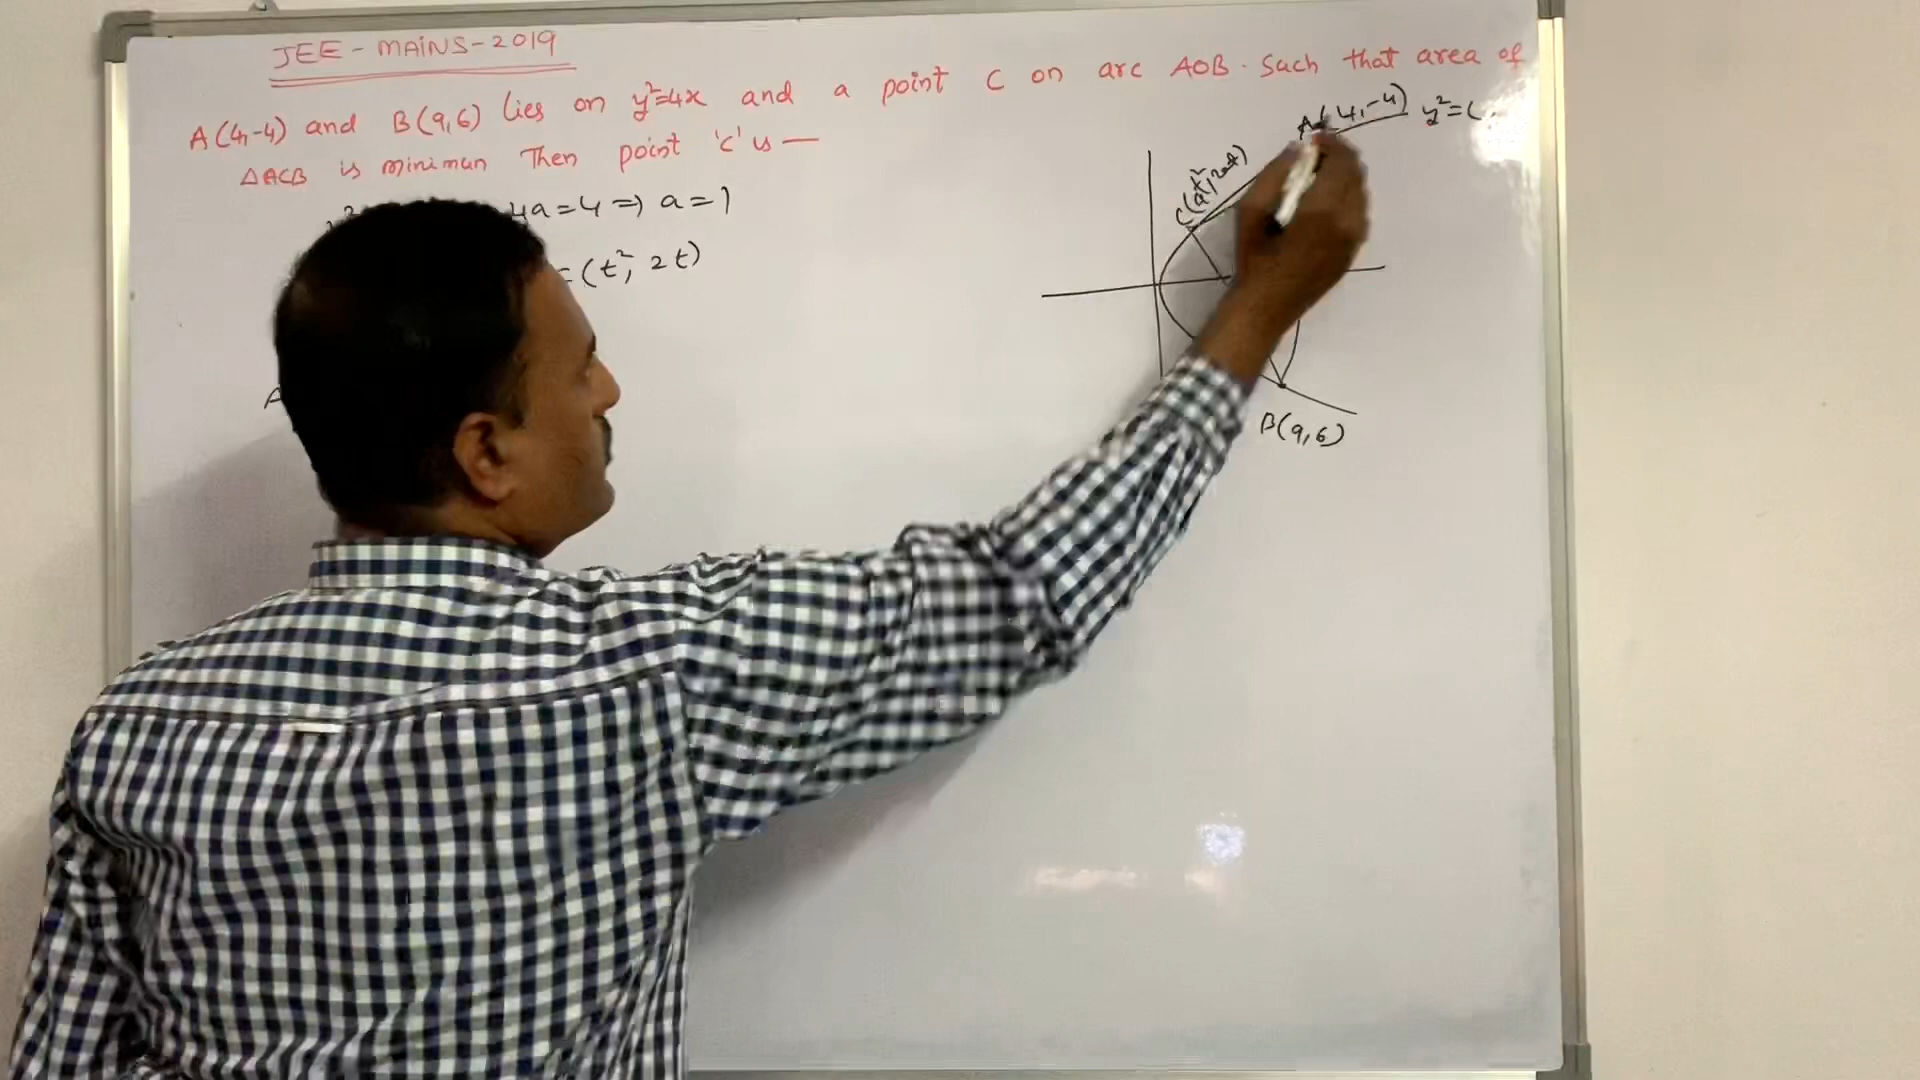 JEE - MAINS - 2019
A(4,-4) and B(9,6) lies on y²=4x and a point C on arc AOB. Such that area of
ΔACB is minimun Then point 'c' is —
4a=4 ⇒ a=1
=(t², 2t)
A(4,-4)
y²=
C(at², 2at)
B(9,6)
A